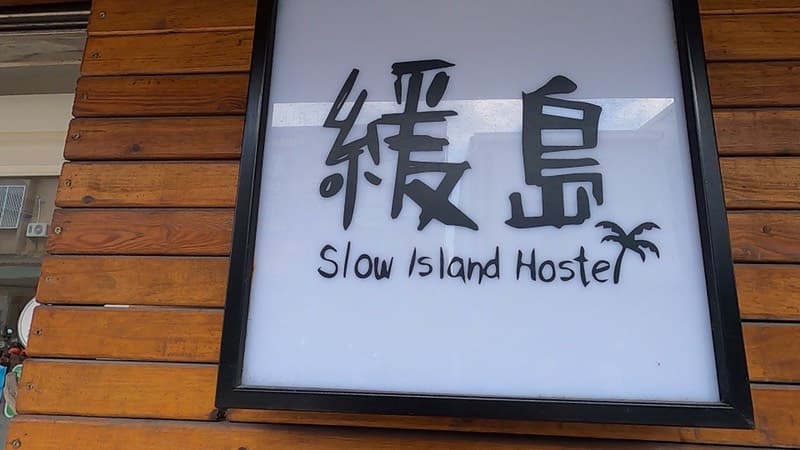 緩島
Slow Island Hostel